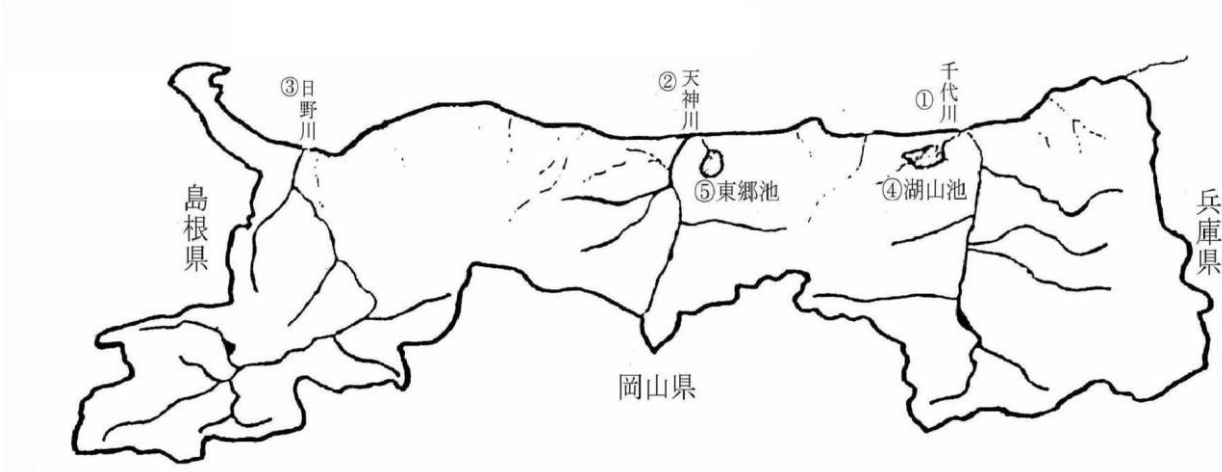 ③日野川
②天神川
①千代川
⑤東郷池
④湖山池
島根県
兵庫県
岡山県